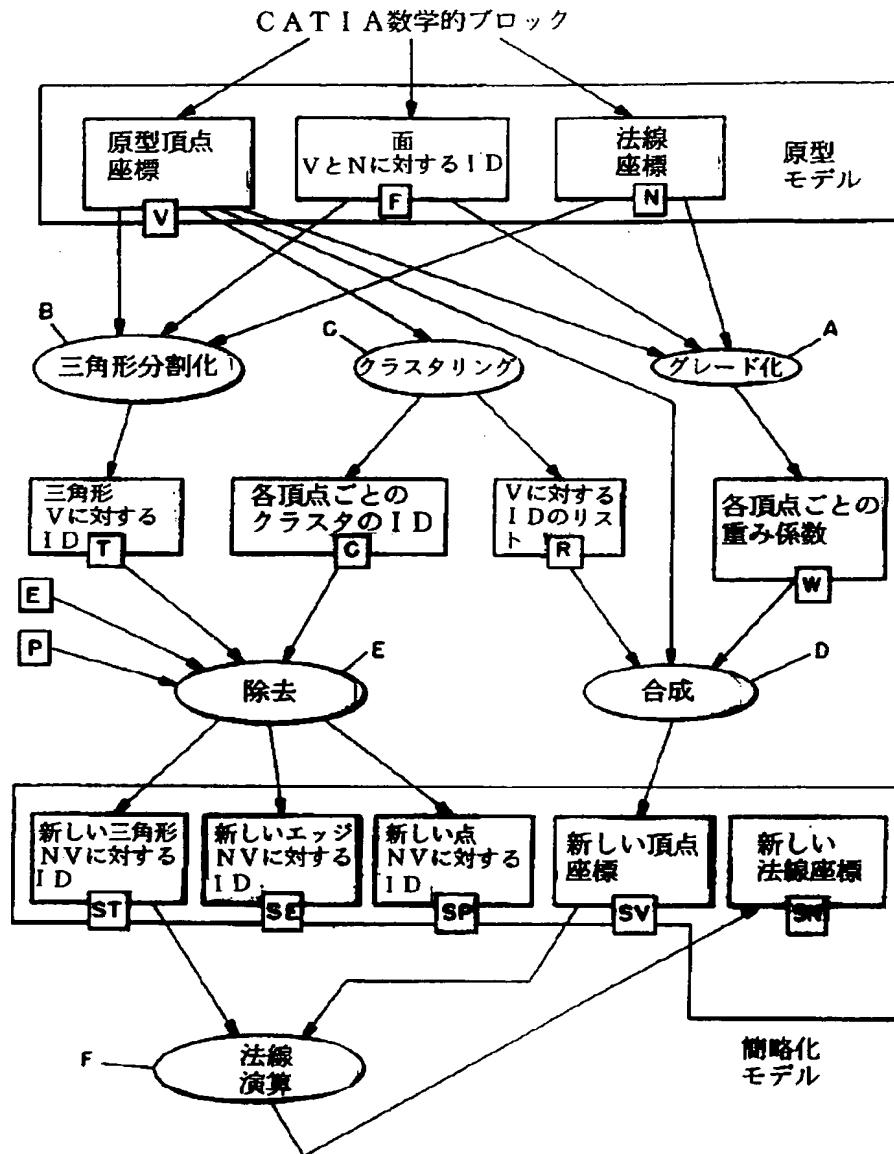 CATIA数学的ブロック
原型頂点
座標
V
面
VとNに対するID
F
法線
座標
N
原型
モデル
B
三角形分割化
C
クラスタリング
A
グレード化
三角形
Vに対する
ID
T
各頂点ごとの
クラスタのID
C
Vに対する
IDのリス
ト
R
各頂点ごとの
重み係数
W
E
P
E
除去
D
合成
新しい三角形
NVに対する
ID
ST
新しいエッジ
NVに対する
ID
SE
新しい点
NVに対する
ID
SP
新しい頂点
座標
SV
新しい
法線座標
SN
F
法線
演算
簡略化
モデル